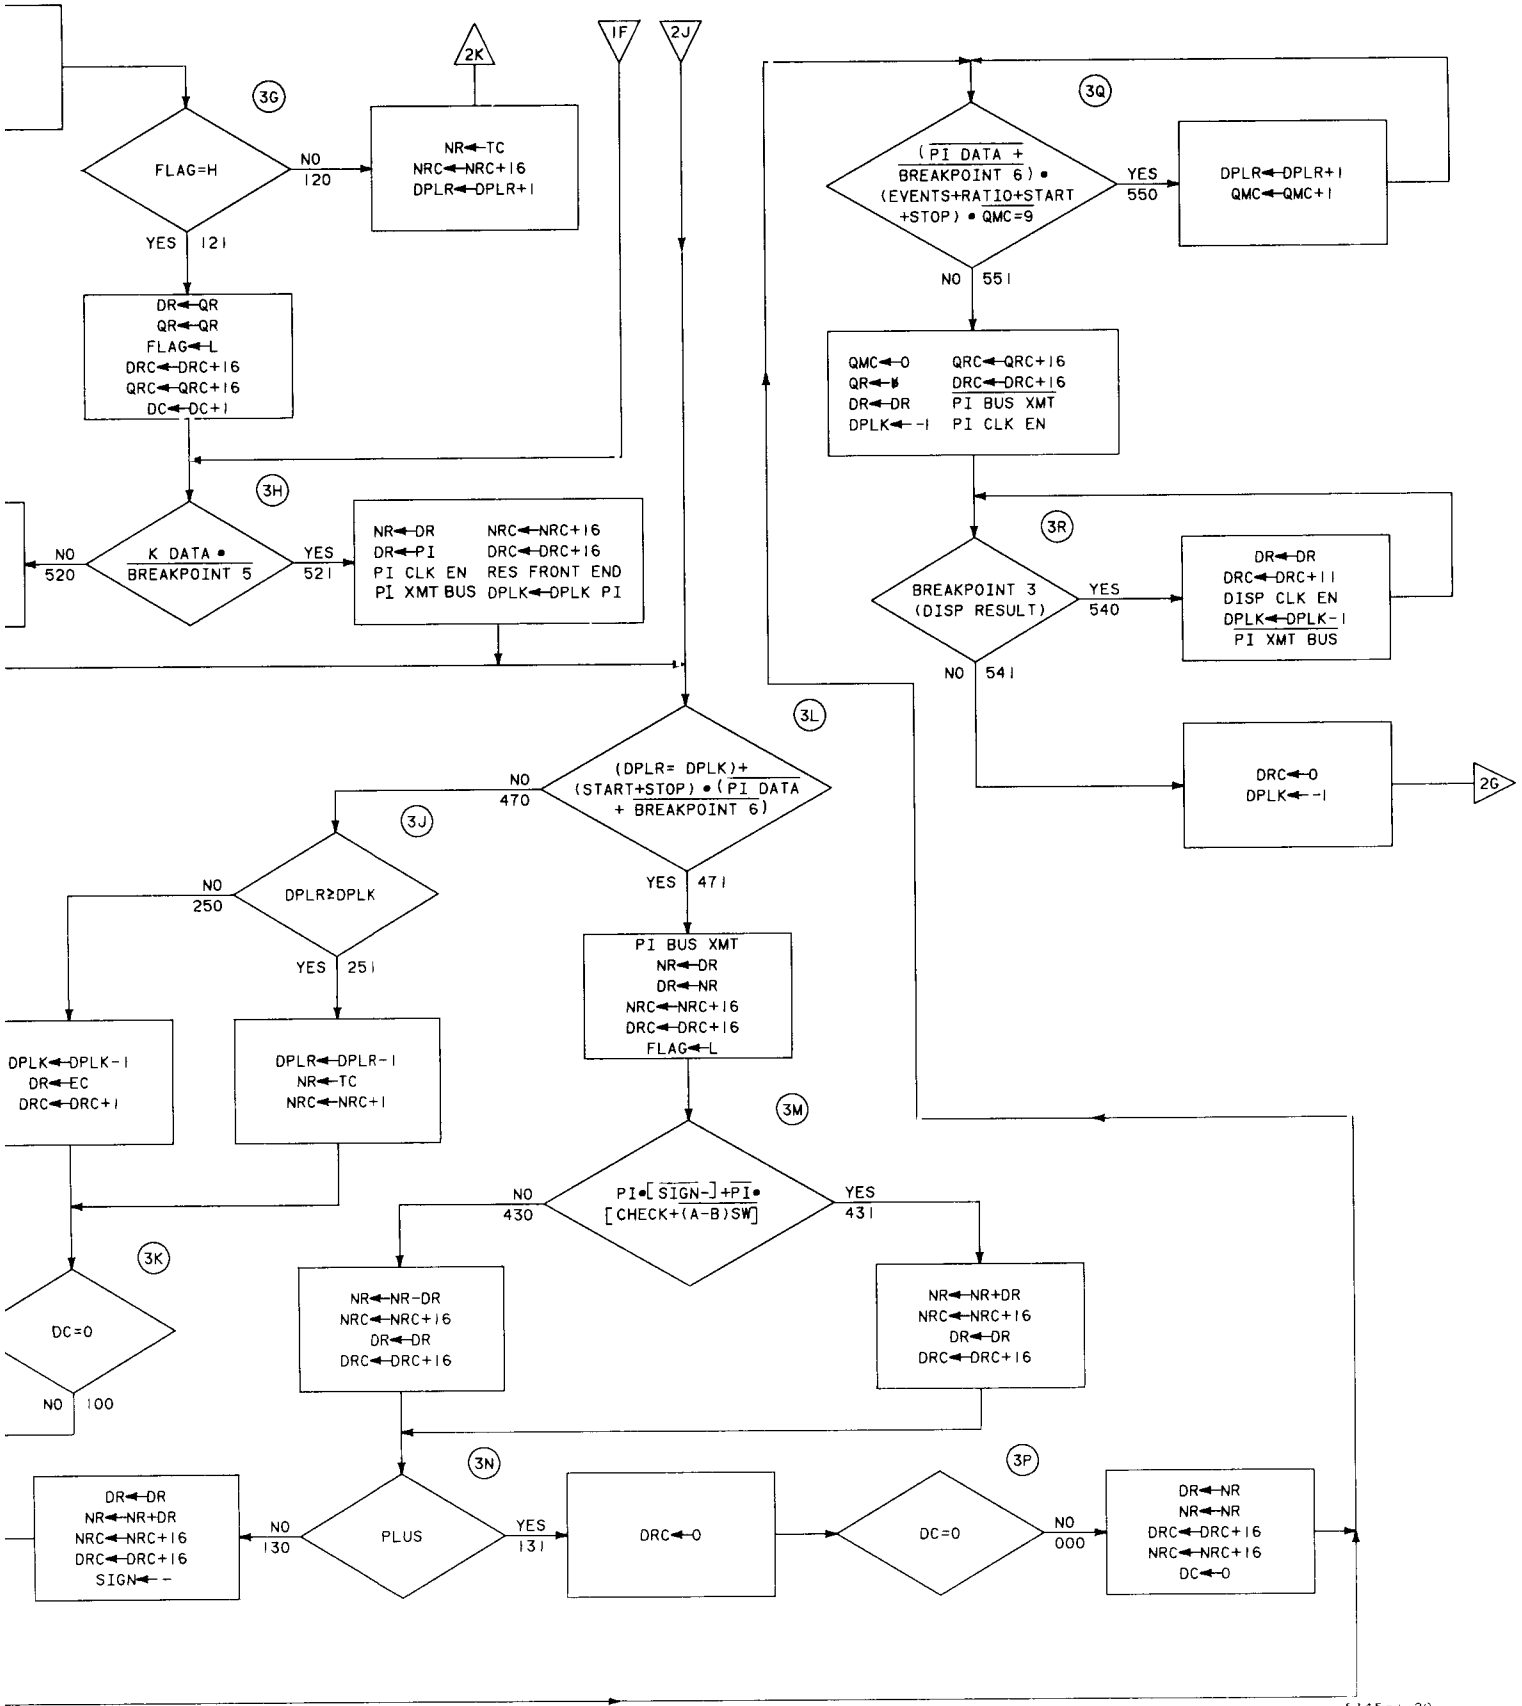 1F
2J
2K
3G
FLAG=H
NO
120
NR←TC
NRC←NRC+16
DPLR←DPLR+1
YES 121
DR←QR
QR←QR
FLAG←L
DRC←DRC+16
QRC←QRC+16
DC←DC+1
3H
K DATA •
BREAKPOINT 5
NO
520
YES
521
NR←DR NRC←NRC+16
DR←PI DRC←DRC+16
PI CLK EN RES FRONT END
PI XMT BUS DPLK←DPLK PI
3Q
(PI DATA +
BREAKPOINT 6) •
(EVENTS+RATIO+START
+STOP) • QMC=9
YES
550
DPLR←DPLR+1
QMC←QMC+1
NO 551
QMC←0 QRC←QRC+16
QR← DRC←DRC+16
DR←DR PI BUS XMT
DPLK←-1 PI CLK EN
3R
BREAKPOINT 3
(DISP RESULT)
YES
540
DR←DR
DRC←DRC+11
DISP CLK EN
DPLK←DPLK-1
PI XMT BUS
NO 541
DRC←0
DPLK←-1
2G
3L
(DPLR= DPLK)+
(START+STOP) • (PI DATA
+ BREAKPOINT 6)
NO
470
YES 471
3J
DPLR≥DPLK
NO
250
YES 251
DPLK←DPLK-1
DR←EC
DRC←DRC+1
DPLR←DPLR-1
NR←TC
NRC←NRC+1
PI BUS XMT
NR←DR
DR←NR
NRC←NRC+16
DRC←DRC+16
FLAG←L
3M
PI•[SIGN-]+PI•
[CHECK+(A-B)SW]
NO
430
YES
431
3K
DC=0
NO 100
NR←NR-DR
NRC←NRC+16
DR←DR
DRC←DRC+16
NR←NR+DR
NRC←NRC+16
DR←DR
DRC←DRC+16
3N
PLUS
NO
130
YES
131
DR←DR
NR←NR+DR
NRC←NRC+16
DRC←DRC+16
SIGN← -
DRC←0
3P
DC=0
NO
000
DR←NR
NR←NR
DRC←DRC+16
NRC←NRC+16
DC←0